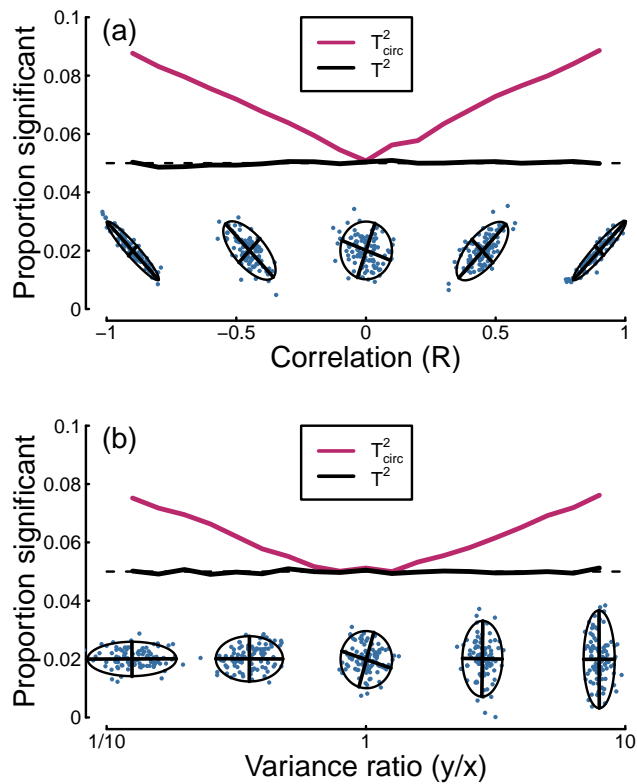 (a)
T²circ
T²
Proportion significant
0.1
0.08
0.06
0.04
0.02
0
−1
−0.5
0
0.5
1
Correlation (R)
(b)
T²circ
T²
Proportion significant
0.1
0.08
0.06
0.04
0.02
0
1/10
1
10
Variance ratio (y/x)